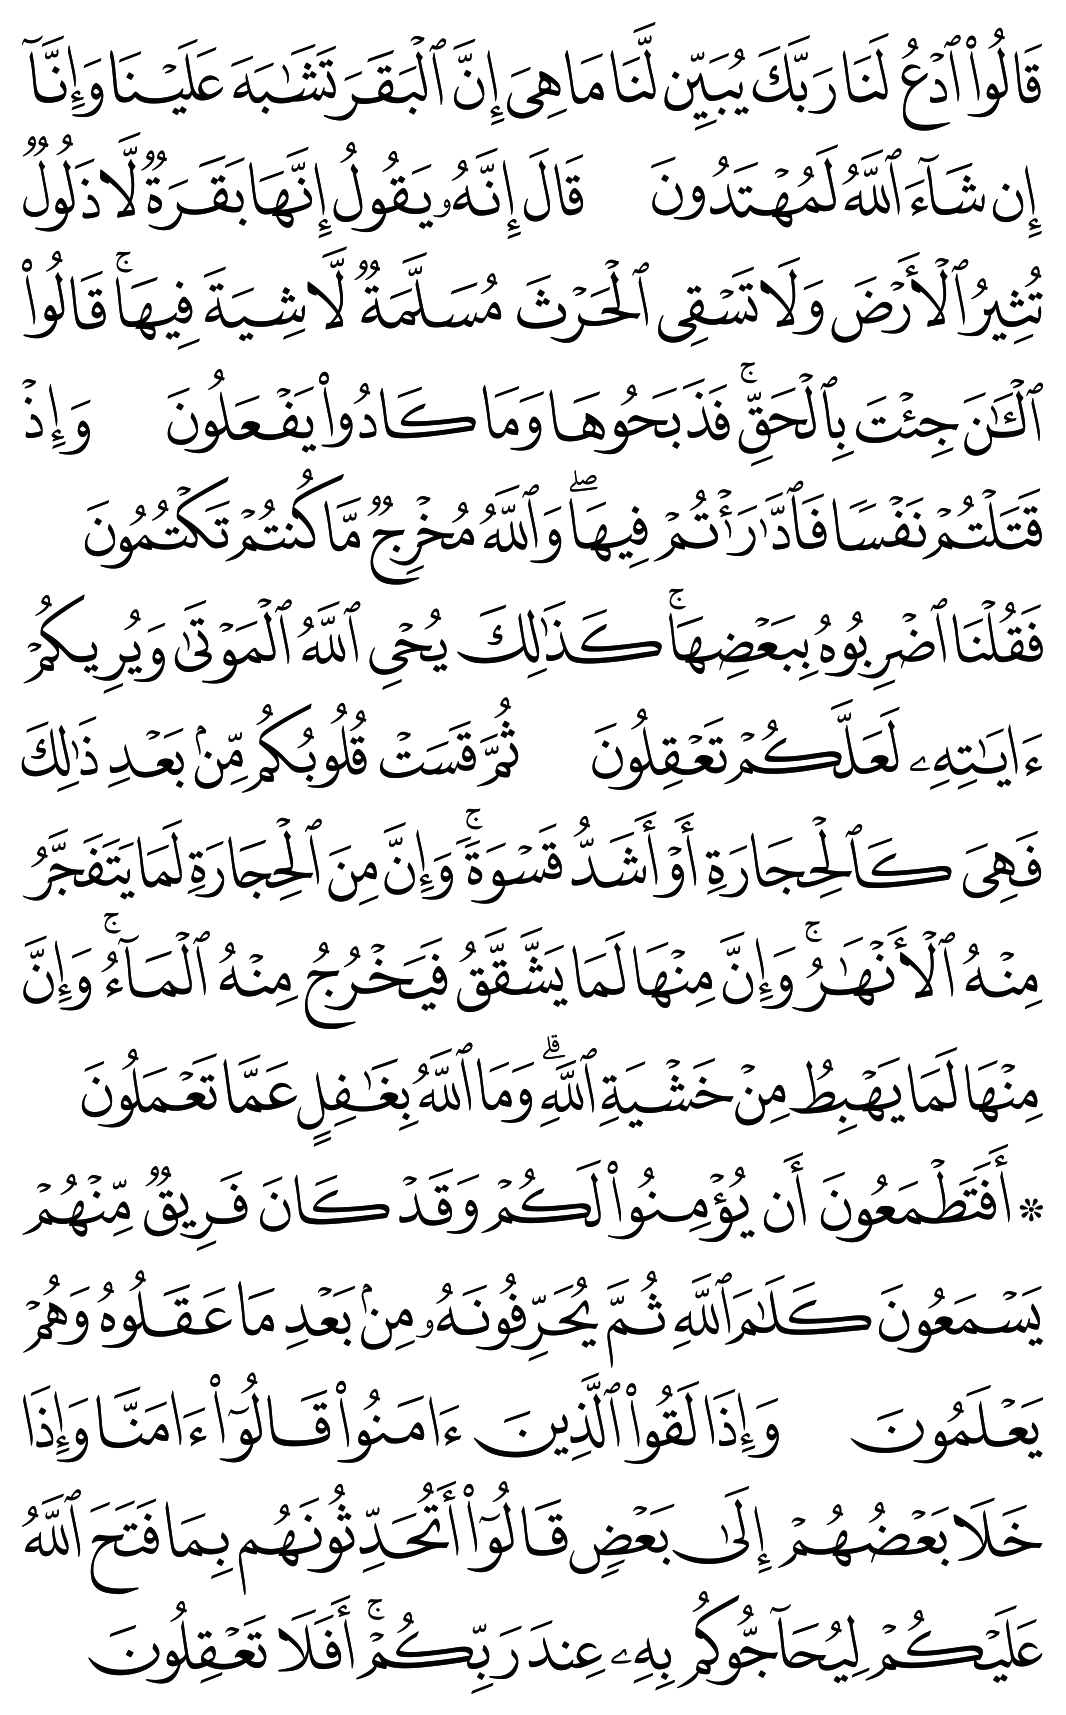 قَالُوا۟ ٱدۡعُ لَنَا رَبَّكَ يُبَيِّن لَّنَا مَا هِيَ إِنَّ ٱلۡبَقَرَ تَشَٰبَهَ عَلَيۡنَا وَإِنَّآ
إِن شَآءَ ٱللَّهُ لَمُهۡتَدُونَ قَالَ إِنَّهُۥ يَقُولُ إِنَّهَا بَقَرَةٞ لَّا ذَلُولٞ
تُثِيرُ ٱلۡأَرۡضَ وَلَا تَسۡقِي ٱلۡحَرۡثَ مُسَلَّمَةٞ لَّا شِيَةَ فِيهَاۚ قَالُوا۟
ٱلۡـَٰٔنَ جِئۡتَ بِٱلۡحَقِّۚ فَذَبَحُوهَا وَمَا كَادُوا۟ يَفۡعَلُونَ وَإِذۡ
قَتَلۡتُمۡ نَفۡسٗا فَٱدَّٰرَٰٔتُمۡ فِيهَاۖ وَٱللَّهُ مُخۡرِجٞ مَّا كُنتُمۡ تَكۡتُمُونَ
فَقُلۡنَا ٱضۡرِبُوهُ بِبَعۡضِهَاۚ كَذَٰلِكَ يُحۡيِ ٱللَّهُ ٱلۡمَوۡتَىٰ وَيُرِيكُمۡ
ءَايَٰتِهِۦ لَعَلَّكُمۡ تَعۡقِلُونَ ثُمَّ قَسَتۡ قُلُوبُكُم مِّنۢ بَعۡدِ ذَٰلِكَ
فَهِيَ كَٱلۡحِجَارَةِ أَوۡ أَشَدُّ قَسۡوَةٗۚ وَإِنَّ مِنَ ٱلۡحِجَارَةِ لَمَا يَتَفَجَّرُ
مِنۡهُ ٱلۡأَنۡهَٰرُۚ وَإِنَّ مِنۡهَا لَمَا يَشَّقَّقُ فَيَخۡرُجُ مِنۡهُ ٱلۡمَآءُۚ وَإِنَّ
مِنۡهَا لَمَا يَهۡبِطُ مِنۡ خَشۡيَةِ ٱللَّهِۗ وَمَا ٱللَّهُ بِغَٰفِلٍ عَمَّا تَعۡمَلُونَ
۞ أَفَتَطۡمَعُونَ أَن يُؤۡمِنُوا۟ لَكُمۡ وَقَدۡ كَانَ فَرِيقٞ مِّنۡهُمۡ
يَسۡمَعُونَ كَلَٰمَ ٱللَّهِ ثُمَّ يُحَرِّفُونَهُۥ مِنۢ بَعۡدِ مَا عَقَلُوهُ وَهُمۡ
يَعۡلَمُونَ وَإِذَا لَقُوا۟ ٱلَّذِينَ ءَامَنُوا۟ قَالُوٓا۟ ءَامَنَّا وَإِذَا
خَلَا بَعۡضُهُمۡ إِلَىٰ بَعۡضٖ قَالُوٓا۟ أَتُحَدِّثُونَهُم بِمَا فَتَحَ ٱللَّهُ
عَلَيۡكُمۡ لِيُحَآجُّوكُم بِهِۦ عِندَ رَبِّكُمۡۚ أَفَلَا تَعۡقِلُونَ